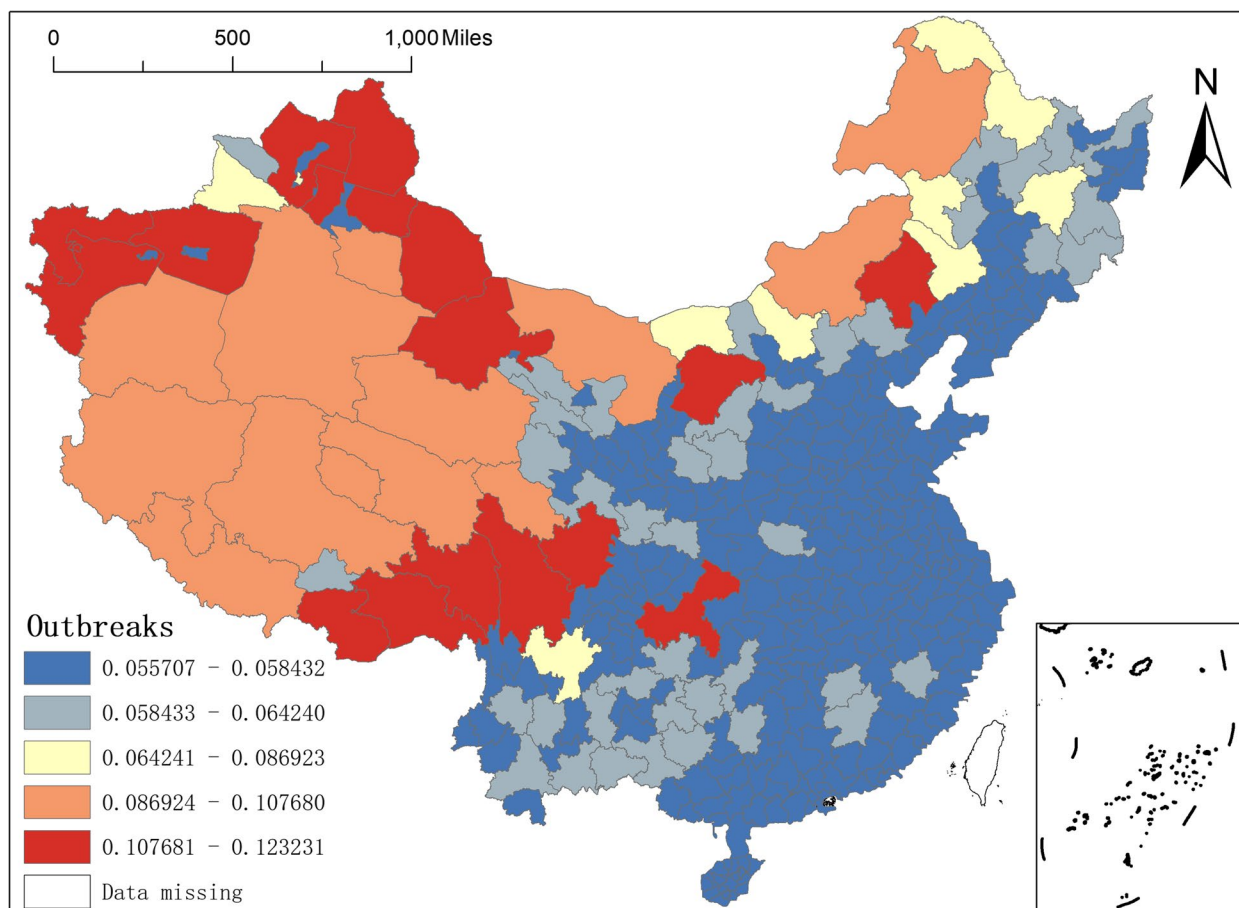 0 500 1,000 Miles
N
Outbreaks
0.055707 - 0.058432
0.058433 - 0.064240
0.064241 - 0.086923
0.086924 - 0.107680
0.107681 - 0.123231
Data missing